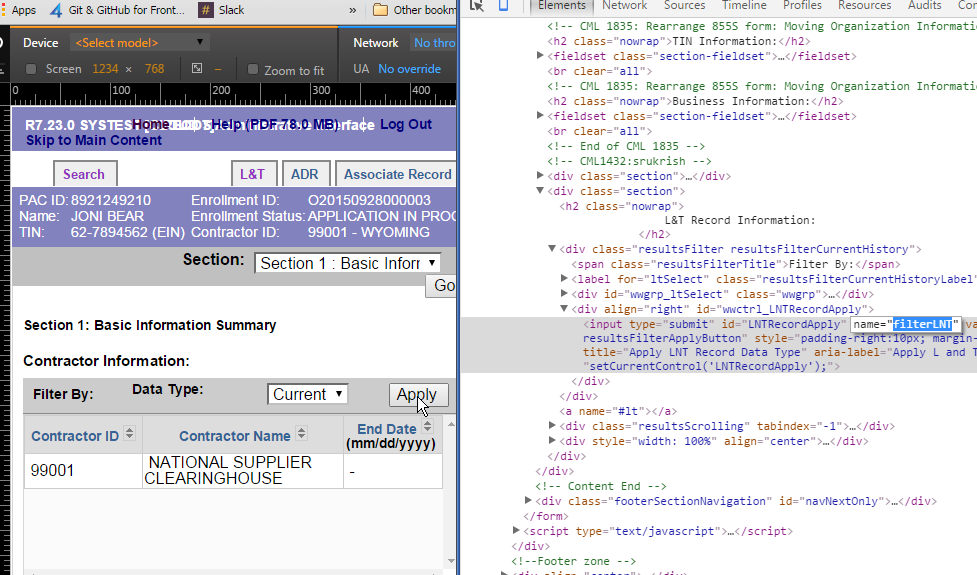 Apps Git & GitHub for Front... # Slack » Other bookm
Device <Select model> ▼ Network No thro
Screen 1234 × 768 – Zoom to fit UA No override
0 100 200 300 400
R7.23.0 Home Help (PDF-78.0 MB) Log Out
Skip to Main Content
Search L&T ADR Associate Record
PAC ID: 8921249210 Enrollment ID: O20150928000003
Name: JONI BEAR Enrollment Status: APPLICATION IN PROC
TIN: 62-7894562 (EIN) Contractor ID: 99001 - WYOMING
Section: Section 1 : Basic Inforr ▼
Go
Section 1: Basic Information Summary
Contractor Information:
Filter By: Data Type: Current ▼ Apply
Contractor ID Contractor Name End Date
(mm/dd/yyyy)
99001 NATIONAL SUPPLIER
CLEARINGHOUSE -
Elements Network Sources Timeline Profiles Resources Audits Con
<!-- CML 1835: Rearrange 855S form: Moving Organization Informati
<h2 class="nowrap">TIN Information:</h2>
▶<fieldset class="section-fieldset">…</fieldset>
<br clear="all">
<!-- CML 1835: Rearrange 855S form: Moving Organization Informati
<h2 class="nowrap">Business Information:</h2>
▶<fieldset class="section-fieldset">…</fieldset>
<br clear="all">
<!-- End of CML 1835 -->
<!-- CML1432:srukrish -->
▶<div class="section">…</div>
▼<div class="section">
<h2 class="nowrap">
L&T Record Information:
</h2>
▼<div class="resultsFilter resultsFilterCurrentHistory">
<span class="resultsFilterTitle">Filter By:</span>
▶<label for="ltSelect" class="resultsFilterCurrentHistoryLabel"
▶<div id="wwgrp_ltSelect" class="wwgrp">…</div>
▼<div align="right" id="wwctrl_LNTRecordApply">
<input type="submit" id="LNTRecordApply" name="filterLNT" va
resultsFilterApplyButton" style="padding-right:10px; margin-
title="Apply LNT Record Data Type" aria-label="Apply L and T
"setCurrentControl('LNTRecordApply');">
</div>
</div>
<a name="#lt"></a>
▶<div class="resultsScrolling" tabindex="-1">…</div>
▶<div style="width: 100%" align="center">…</div>
</div>
</div>
<!-- Content End -->
▶<div class="footerSectionNavigation" id="navNextOnly">…</div>
</form>
▶<script type="text/javascript">…</script>
</div>
<!--Footer zone -->